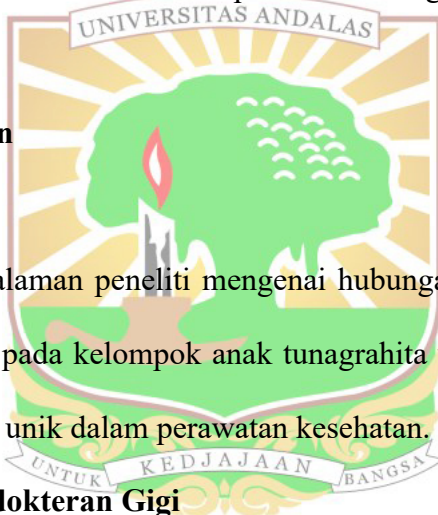 UNIVERSITAS ANDALAS
alaman peneliti mengenai hubunga
pada kelompok anak tunagrahita
unik dalam perawatan kesehatan.
UNTUK KEDJAJAAN BANGSA
dokteran Gigi